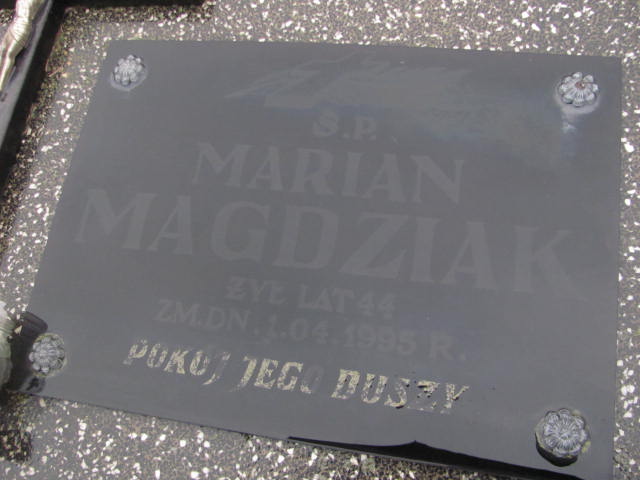 Ś.P.
MARIAN
MAGDZIAK
ŻYŁ LAT 44
ZM.DN.1.04.1995 R.
POKÓJ JEGO DUSZY